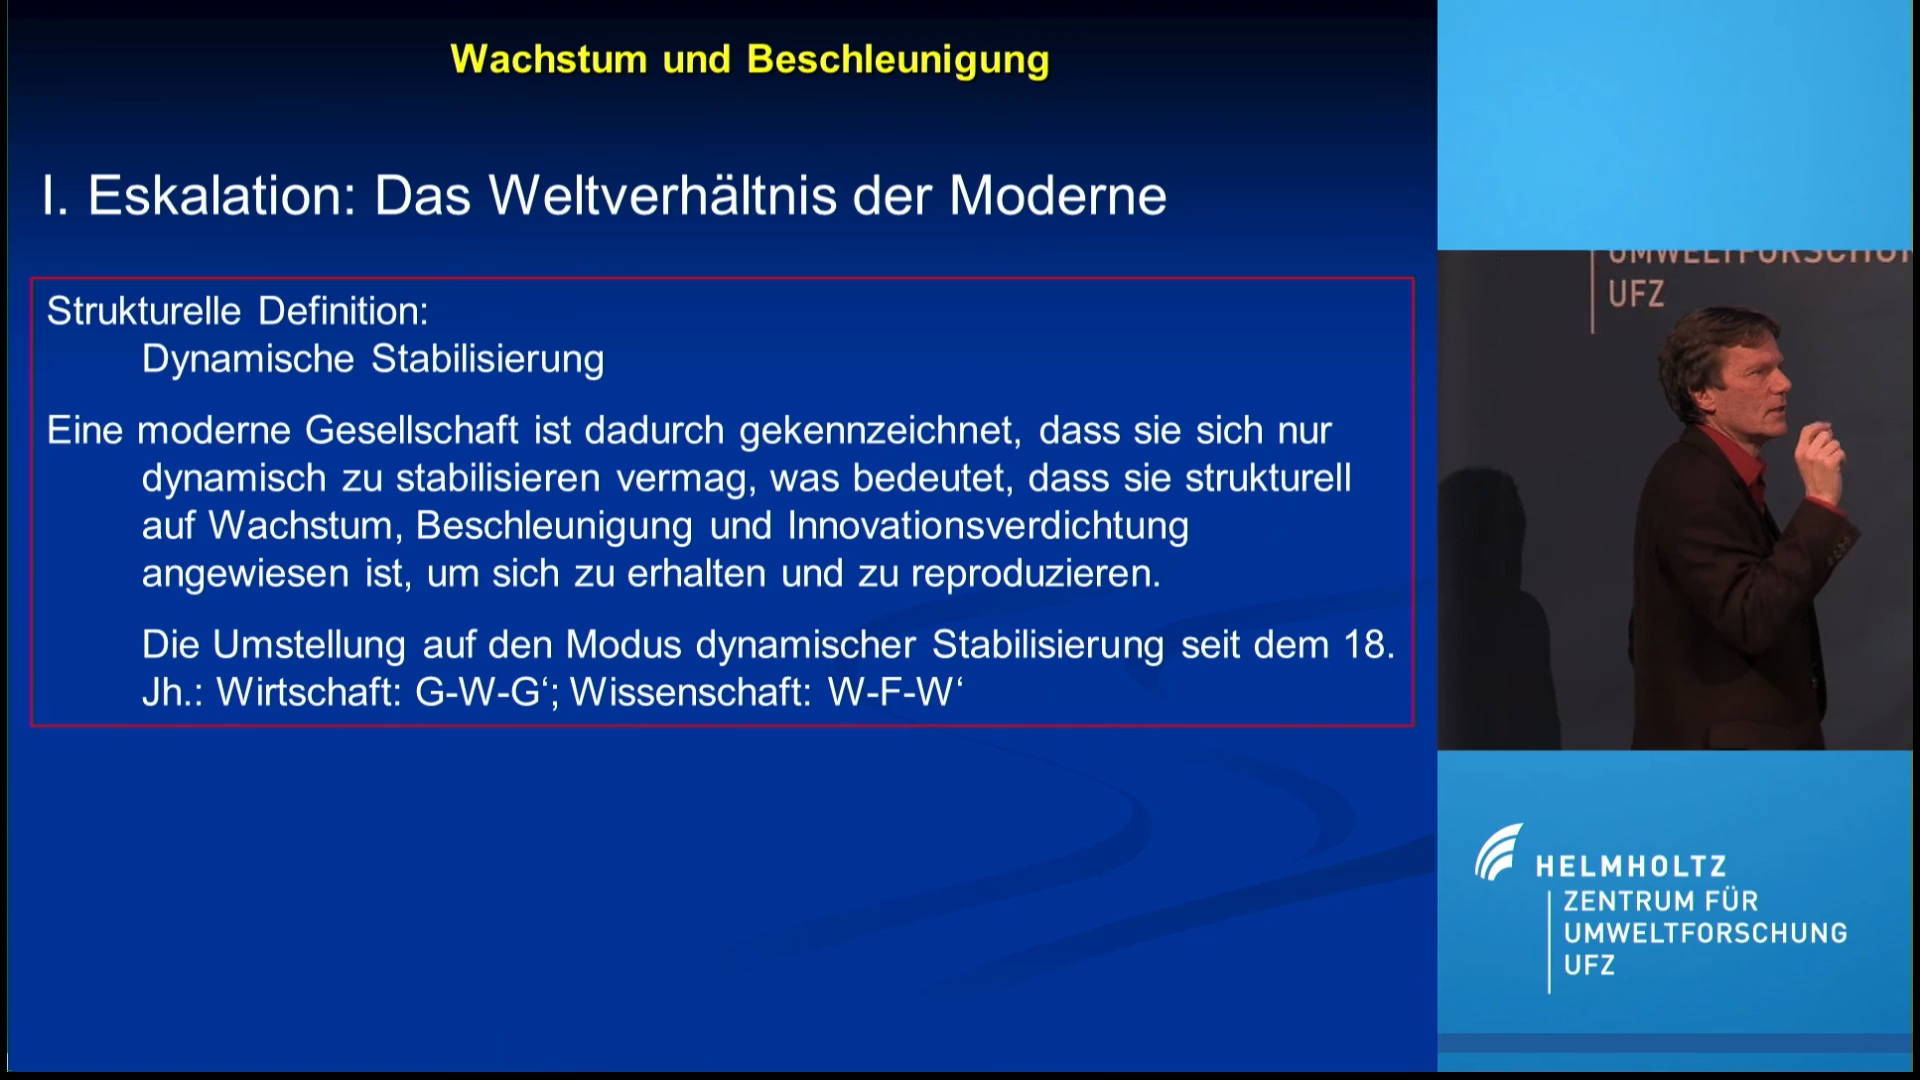 Wachstum und Beschleunigung
I. Eskalation: Das Weltverhältnis der Moderne
Strukturelle Definition:
Dynamische Stabilisierung
Eine moderne Gesellschaft ist dadurch gekennzeichnet, dass sie sich nur
dynamisch zu stabilisieren vermag, was bedeutet, dass sie strukturell
auf Wachstum, Beschleunigung und Innovationsverdichtung
angewiesen ist, um sich zu erhalten und zu reproduzieren.
Die Umstellung auf den Modus dynamischer Stabilisierung seit dem 18.
Jh.: Wirtschaft: G-W-G‘; Wissenschaft: W-F-W‘
UFZ
HELMHOLTZ
ZENTRUM FÜR
UMWELTFORSCHUNG
UFZ